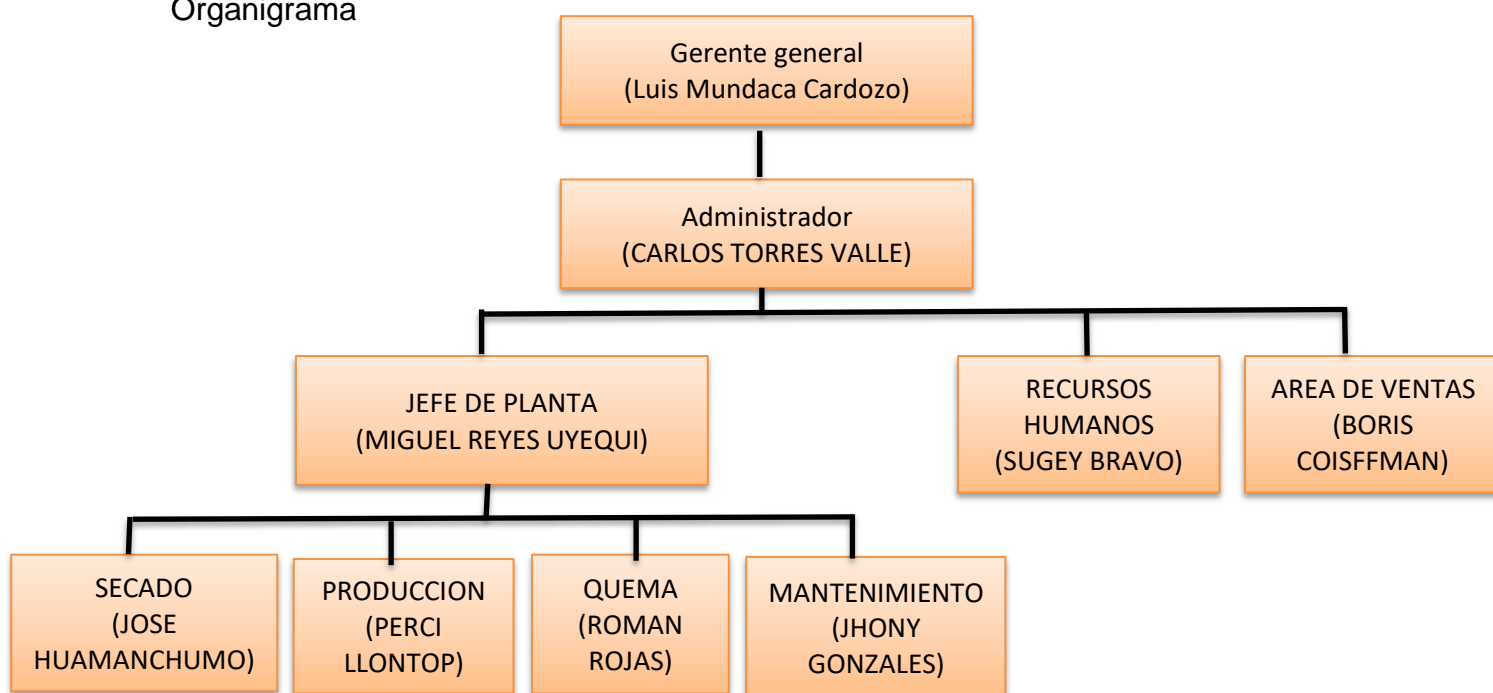 Organigrama
Gerente general
(Luis Mundaca Cardozo)
Administrador
(CARLOS TORRES VALLE)
JEFE DE PLANTA
(MIGUEL REYES UYEQUI)
RECURSOS
HUMANOS
(SUGEY BRAVO)
AREA DE VENTAS
(BORIS
COISFFMAN)
SECADO
(JOSE
HUAMANCHUMO)
PRODUCCION
(PERCI
LLONTOP)
QUEMA
(ROMAN
ROJAS)
MANTENIMIENTO
(JHONY
GONZALES)